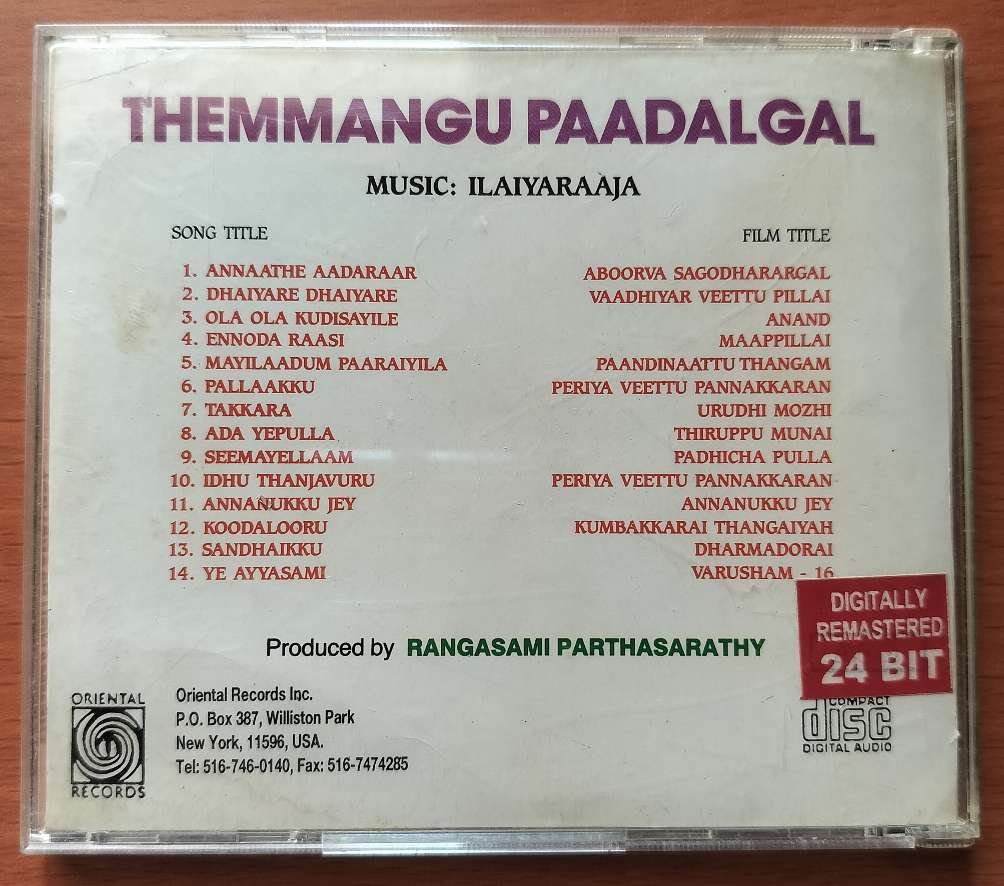 THEMMANGU PAADALGAL
MUSIC: ILAIYARAAJA
SONG TITLE FILM TITLE
1. ANNAATHE AADARAAR ABOORVA SAGODHARARGAL
2. DHAIYARE DHAIYARE VAADHIYAR VEETTU PILLAI
3. OLA OLA KUDISAYILE ANAND
4. ENNODA RAASI MAAPPILLAI
5. MAYILAADUM PAARAIYILA PAANDINAATTU THANGAM
6. PALLAAKKU PERIYA VEETTU PANNAKKARAN
7. TAKKARA URUDHI MOZHI
8. ADA YEPULLA THIRUPPU MUNAI
9. SEEMAYELLAAM PADHICHA PULLA
10. IDHU THANJAVURU PERIYA VEETTU PANNAKKARAN
11. ANNANUKKU JEY ANNANUKKU JEY
12. KOODALOORU KUMBAKKARAI THANGAIYAH
13. SANDHAIKKU DHARMADORAI
14. YE AYYASAMI VARUSHAM - 16
DIGITALLY
REMASTERED
24 BIT
Produced by RANGASAMI PARTHASARATHY
ORIENTAL
RECORDS
Oriental Records Inc.
P.O. Box 387, Williston Park
New York, 11596, USA.
Tel: 516-746-0140, Fax: 516-7474285
COMPACT
disc
DIGITAL AUDIO